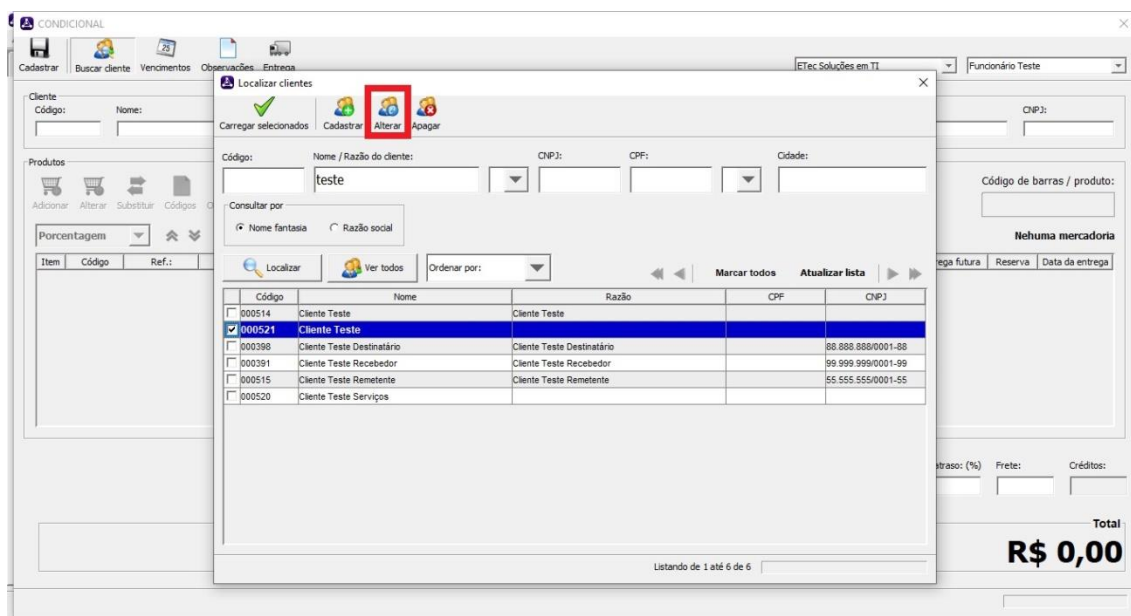 CONDICIONAL
Cadastrar Buscar cliente Vencimentos Observações Entrega
ETec Soluções em TI Funcionário Teste
Cliente
Código: Nome: CNPJ:
Produtos
Adicionar Alterar Substituir Códigos
Código de barras / produto:
Porcentagem
Nenhuma mercadoria
Item Código Ref.: Reserva Data da entrega
Localizar clientes
Carregar selecionados Cadastrar Alterar Apagar
Código: Nome / Razão do cliente: CNPJ: CPF: Cidade:
teste
Consultar por
Nome fantasia Razão social
Localizar Ver todos Ordenar por: Marcar todos Atualizar lista
Código Nome Razão CPF CNPJ
000514 Cliente Teste Cliente Teste
000521 Cliente Teste
000398 Cliente Teste Destinatário Cliente Teste Destinatário 88.888.888/0001-88
000391 Cliente Teste Recebedor Cliente Teste Recebedor 99.999.999/0001-99
000515 Cliente Teste Remetente Cliente Teste Remetente 55.555.555/0001-55
000520 Cliente Teste Serviços
Listando de 1 até 6 de 6
(%) Frete: Créditos:
Total
R$ 0,00